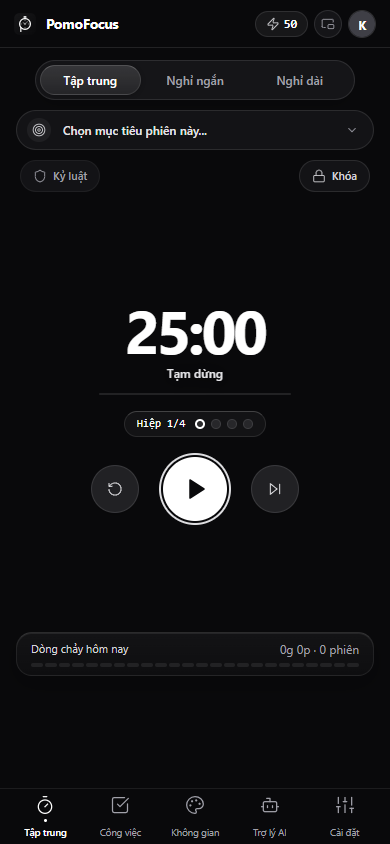 PomoFocus
50
K
Tập trung
Nghỉ ngắn
Nghỉ dài
Chọn mục tiêu phiên này...
Kỷ luật
Khóa
25:00
Tạm dừng
Hiệp 1/4
Dòng chảy hôm nay
0g 0p · 0 phiên
Tập trung
Công việc
Không gian
Trợ lý AI
Cài đặt